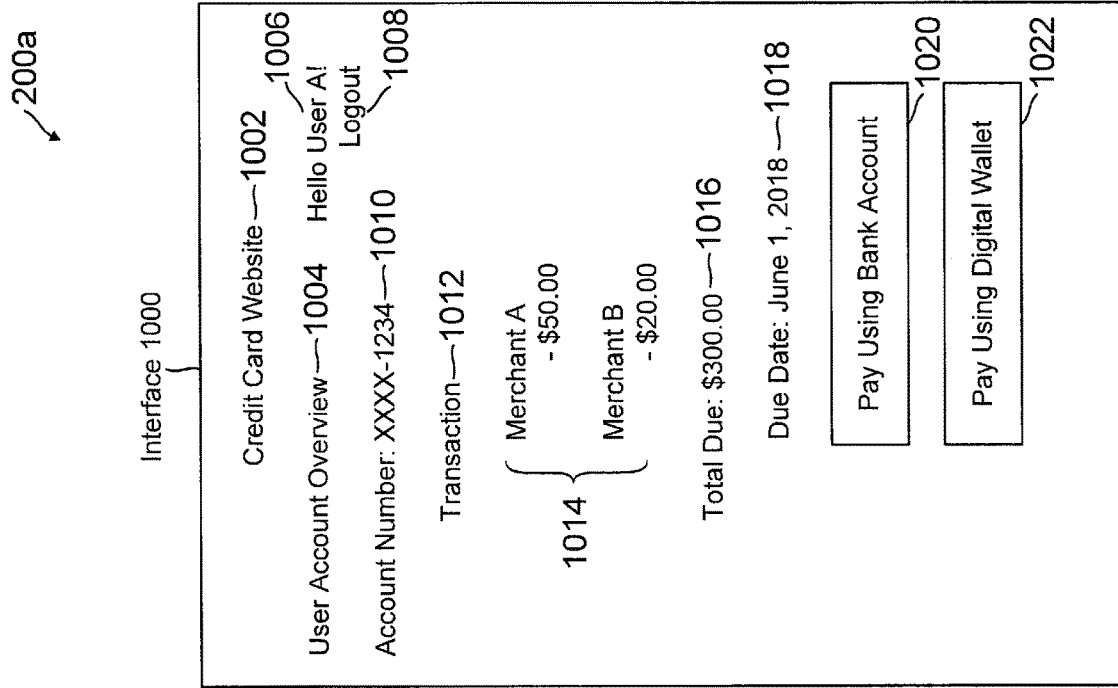 200a
Interface 1000
Credit Card Website 1002
User Account Overview 1004 Hello User A! 1006
Logout 1008
Account Number: XXXX-1234 1010
Transaction 1012
1014
Merchant A
- $50.00
Merchant B
- $20.00
Total Due: $300.00 1016
Due Date: June 1, 2018 1018
Pay Using Bank Account
1020
Pay Using Digital Wallet
1022